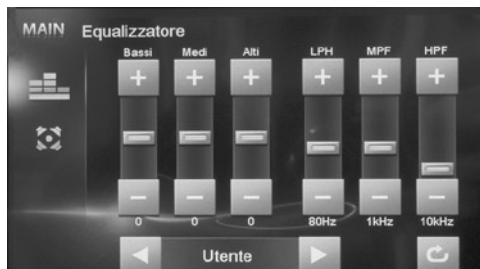 MAIN Equalizzatore
Bassi Medi Alti LPH MPF HPF
+ + + + + +
- - - - - -
0 0 0 80Hz 1kHz 10kHz
Utente